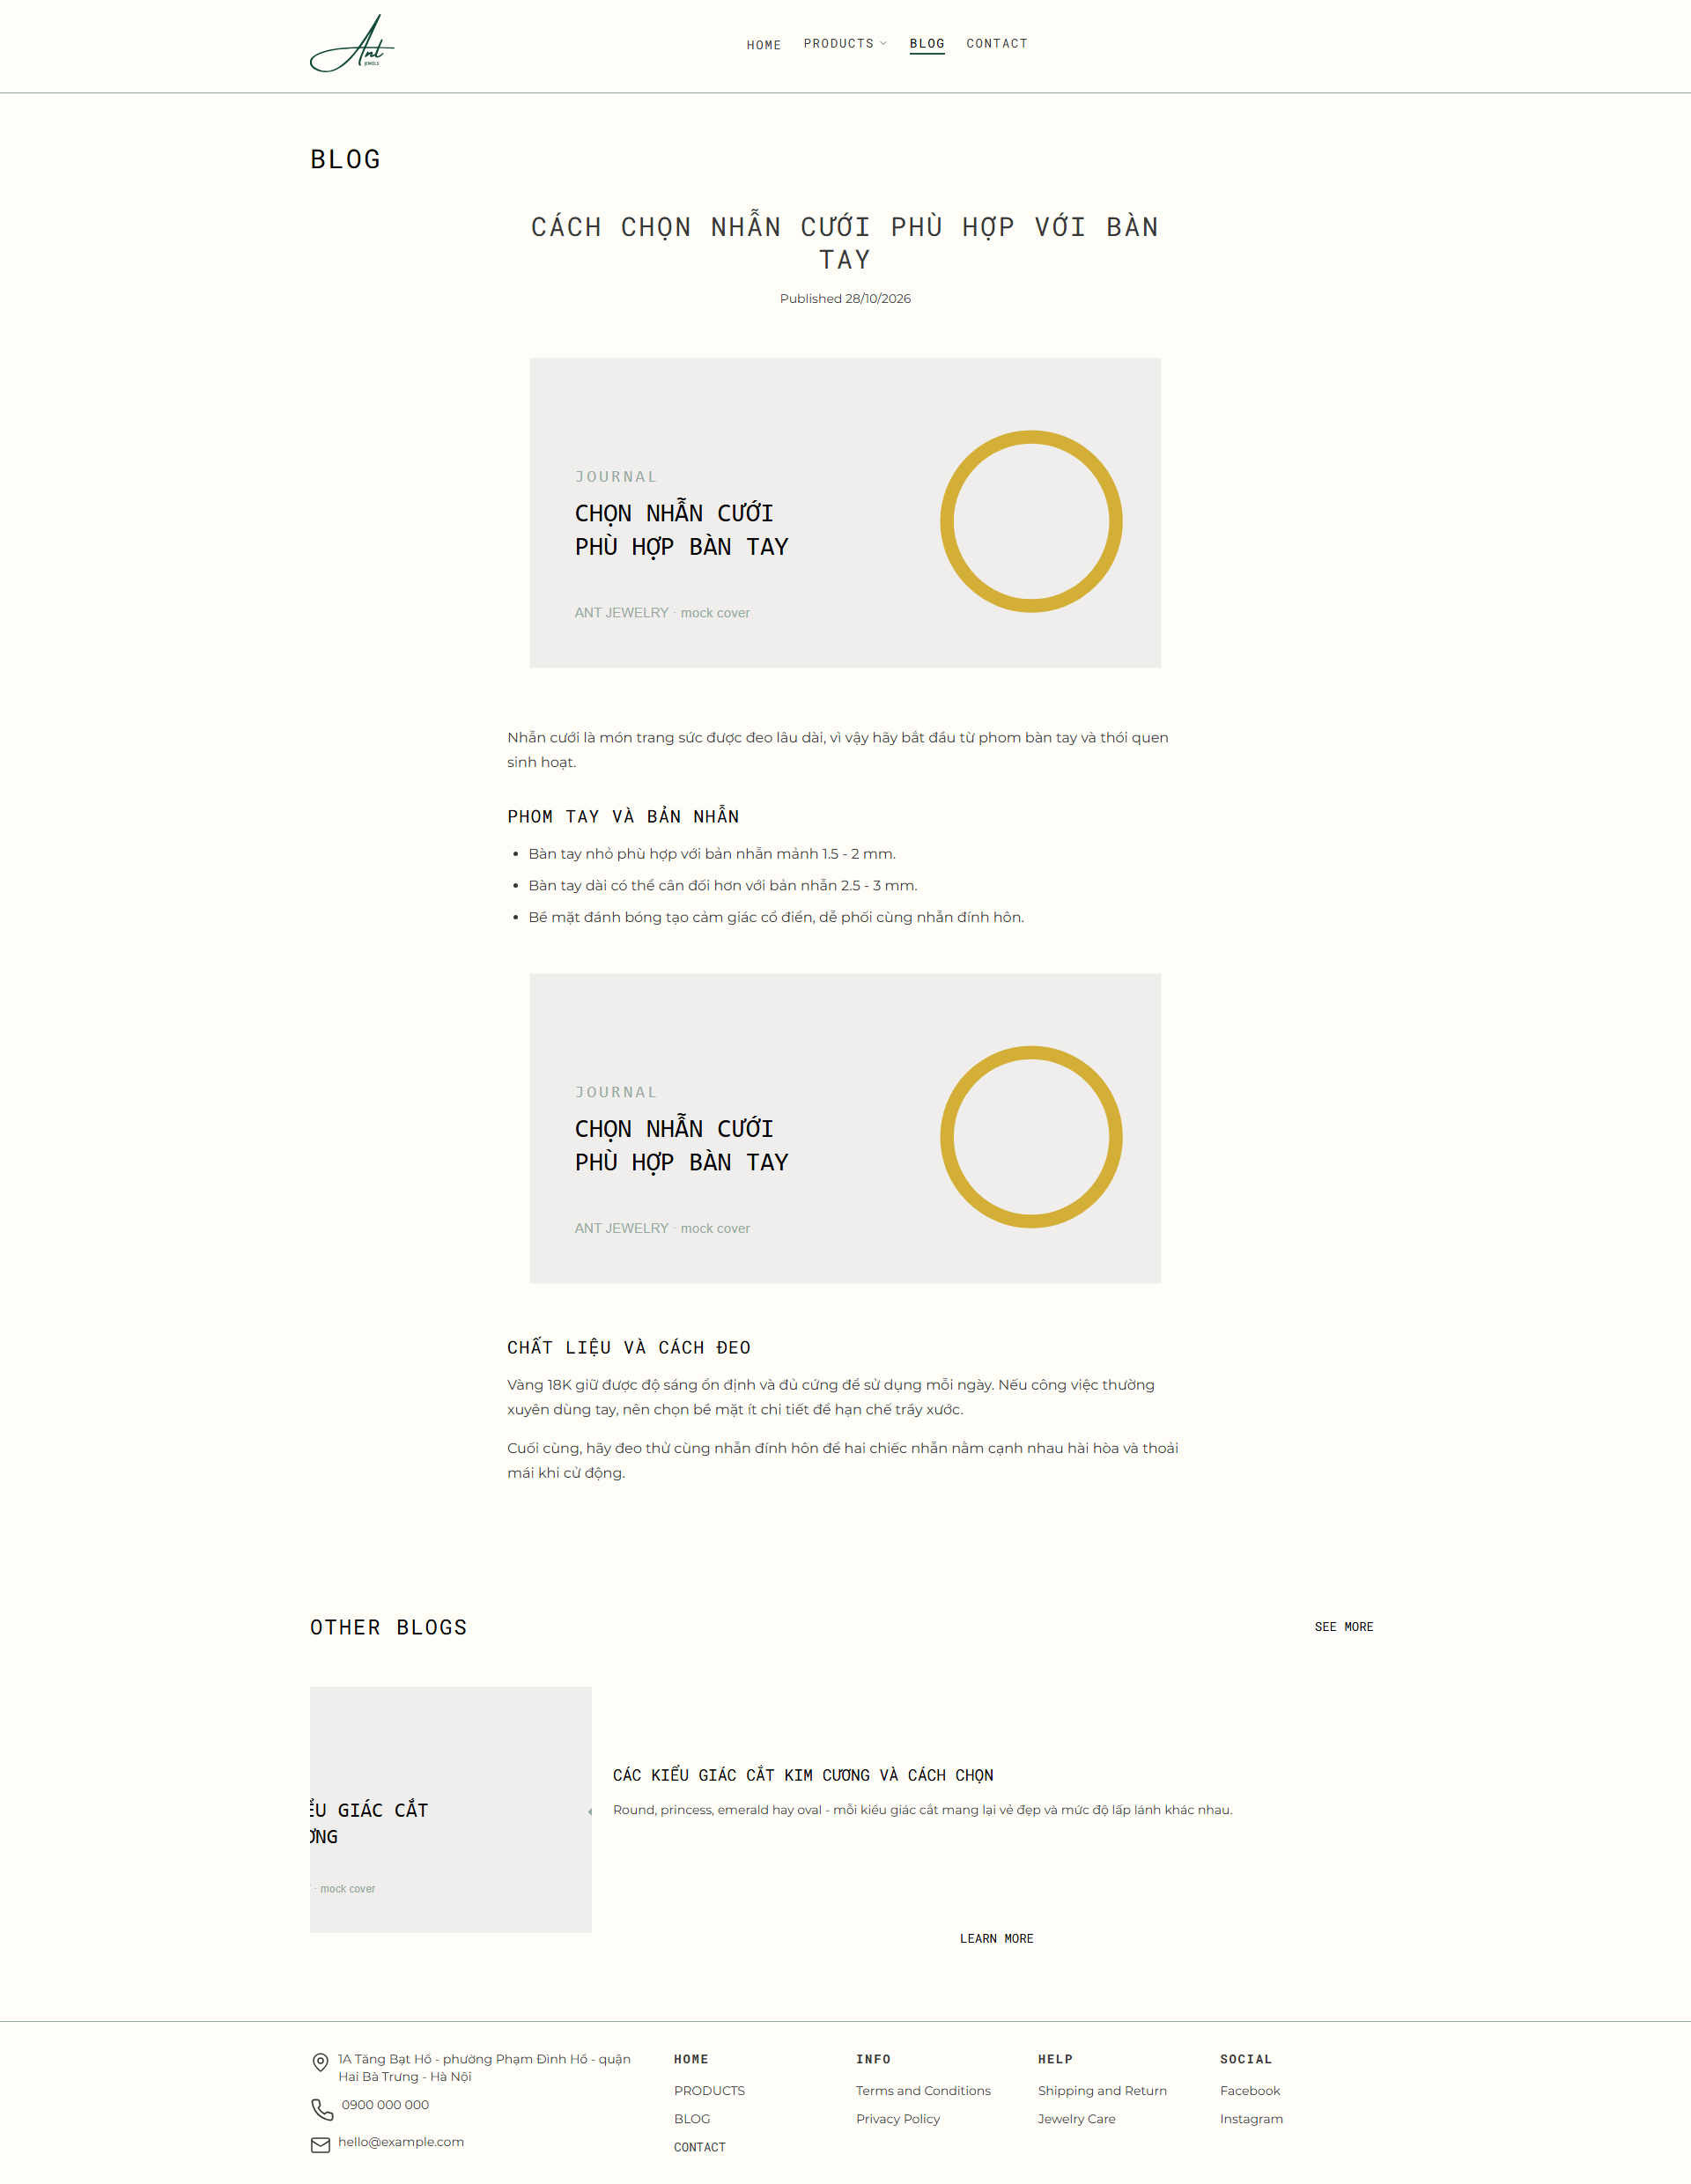 Ant
JEWELS
HOME
PRODUCTS
BLOG
CONTACT
BLOG
CÁCH CHỌN NHẪN CƯỚI PHÙ HỢP VỚI BÀN
TAY
Published 28/10/2026
JOURNAL
CHỌN NHẪN CƯỚI
PHÙ HỢP BÀN TAY
ANT JEWELRY · mock cover
Nhẫn cưới là món trang sức được đeo lâu dài, vì vậy hãy bắt đầu từ phom bàn tay và thói quen
sinh hoạt.
PHOM TAY VÀ BẢN NHẪN
• Bàn tay nhỏ phù hợp với bản nhẫn mảnh 1.5 - 2 mm.
• Bàn tay dài có thể cân đối hơn với bản nhẫn 2.5 - 3 mm.
• Bề mặt đánh bóng tạo cảm giác cổ điển, dễ phối cùng nhẫn đính hôn.
JOURNAL
CHỌN NHẪN CƯỚI
PHÙ HỢP BÀN TAY
ANT JEWELRY · mock cover
CHẤT LIỆU VÀ CÁCH ĐEO
Vàng 18K giữ được độ sáng ổn định và đủ cứng để sử dụng mỗi ngày. Nếu công việc thường
xuyên dùng tay, nên chọn bề mặt ít chi tiết để hạn chế trầy xước.
Cuối cùng, hãy đeo thử cùng nhẫn đính hôn để hai chiếc nhẫn nằm cạnh nhau hài hòa và thoải
mái khi cử động.
OTHER BLOGS
SEE MORE
GIÁC CẮT
· mock cover
CÁC KIỂU GIÁC CẮT KIM CƯƠNG VÀ CÁCH CHỌN
Round, princess, emerald hay oval - mỗi kiểu giác cắt mang lại vẻ đẹp và mức độ lấp lánh khác nhau.
LEARN MORE
1A Tăng Bạt Hổ - phường Phạm Đình Hổ - quận
Hai Bà Trưng - Hà Nội
0900 000 000
hello@example.com
HOME
PRODUCTS
BLOG
CONTACT
INFO
Terms and Conditions
Privacy Policy
HELP
Shipping and Return
Jewelry Care
SOCIAL
Facebook
Instagram